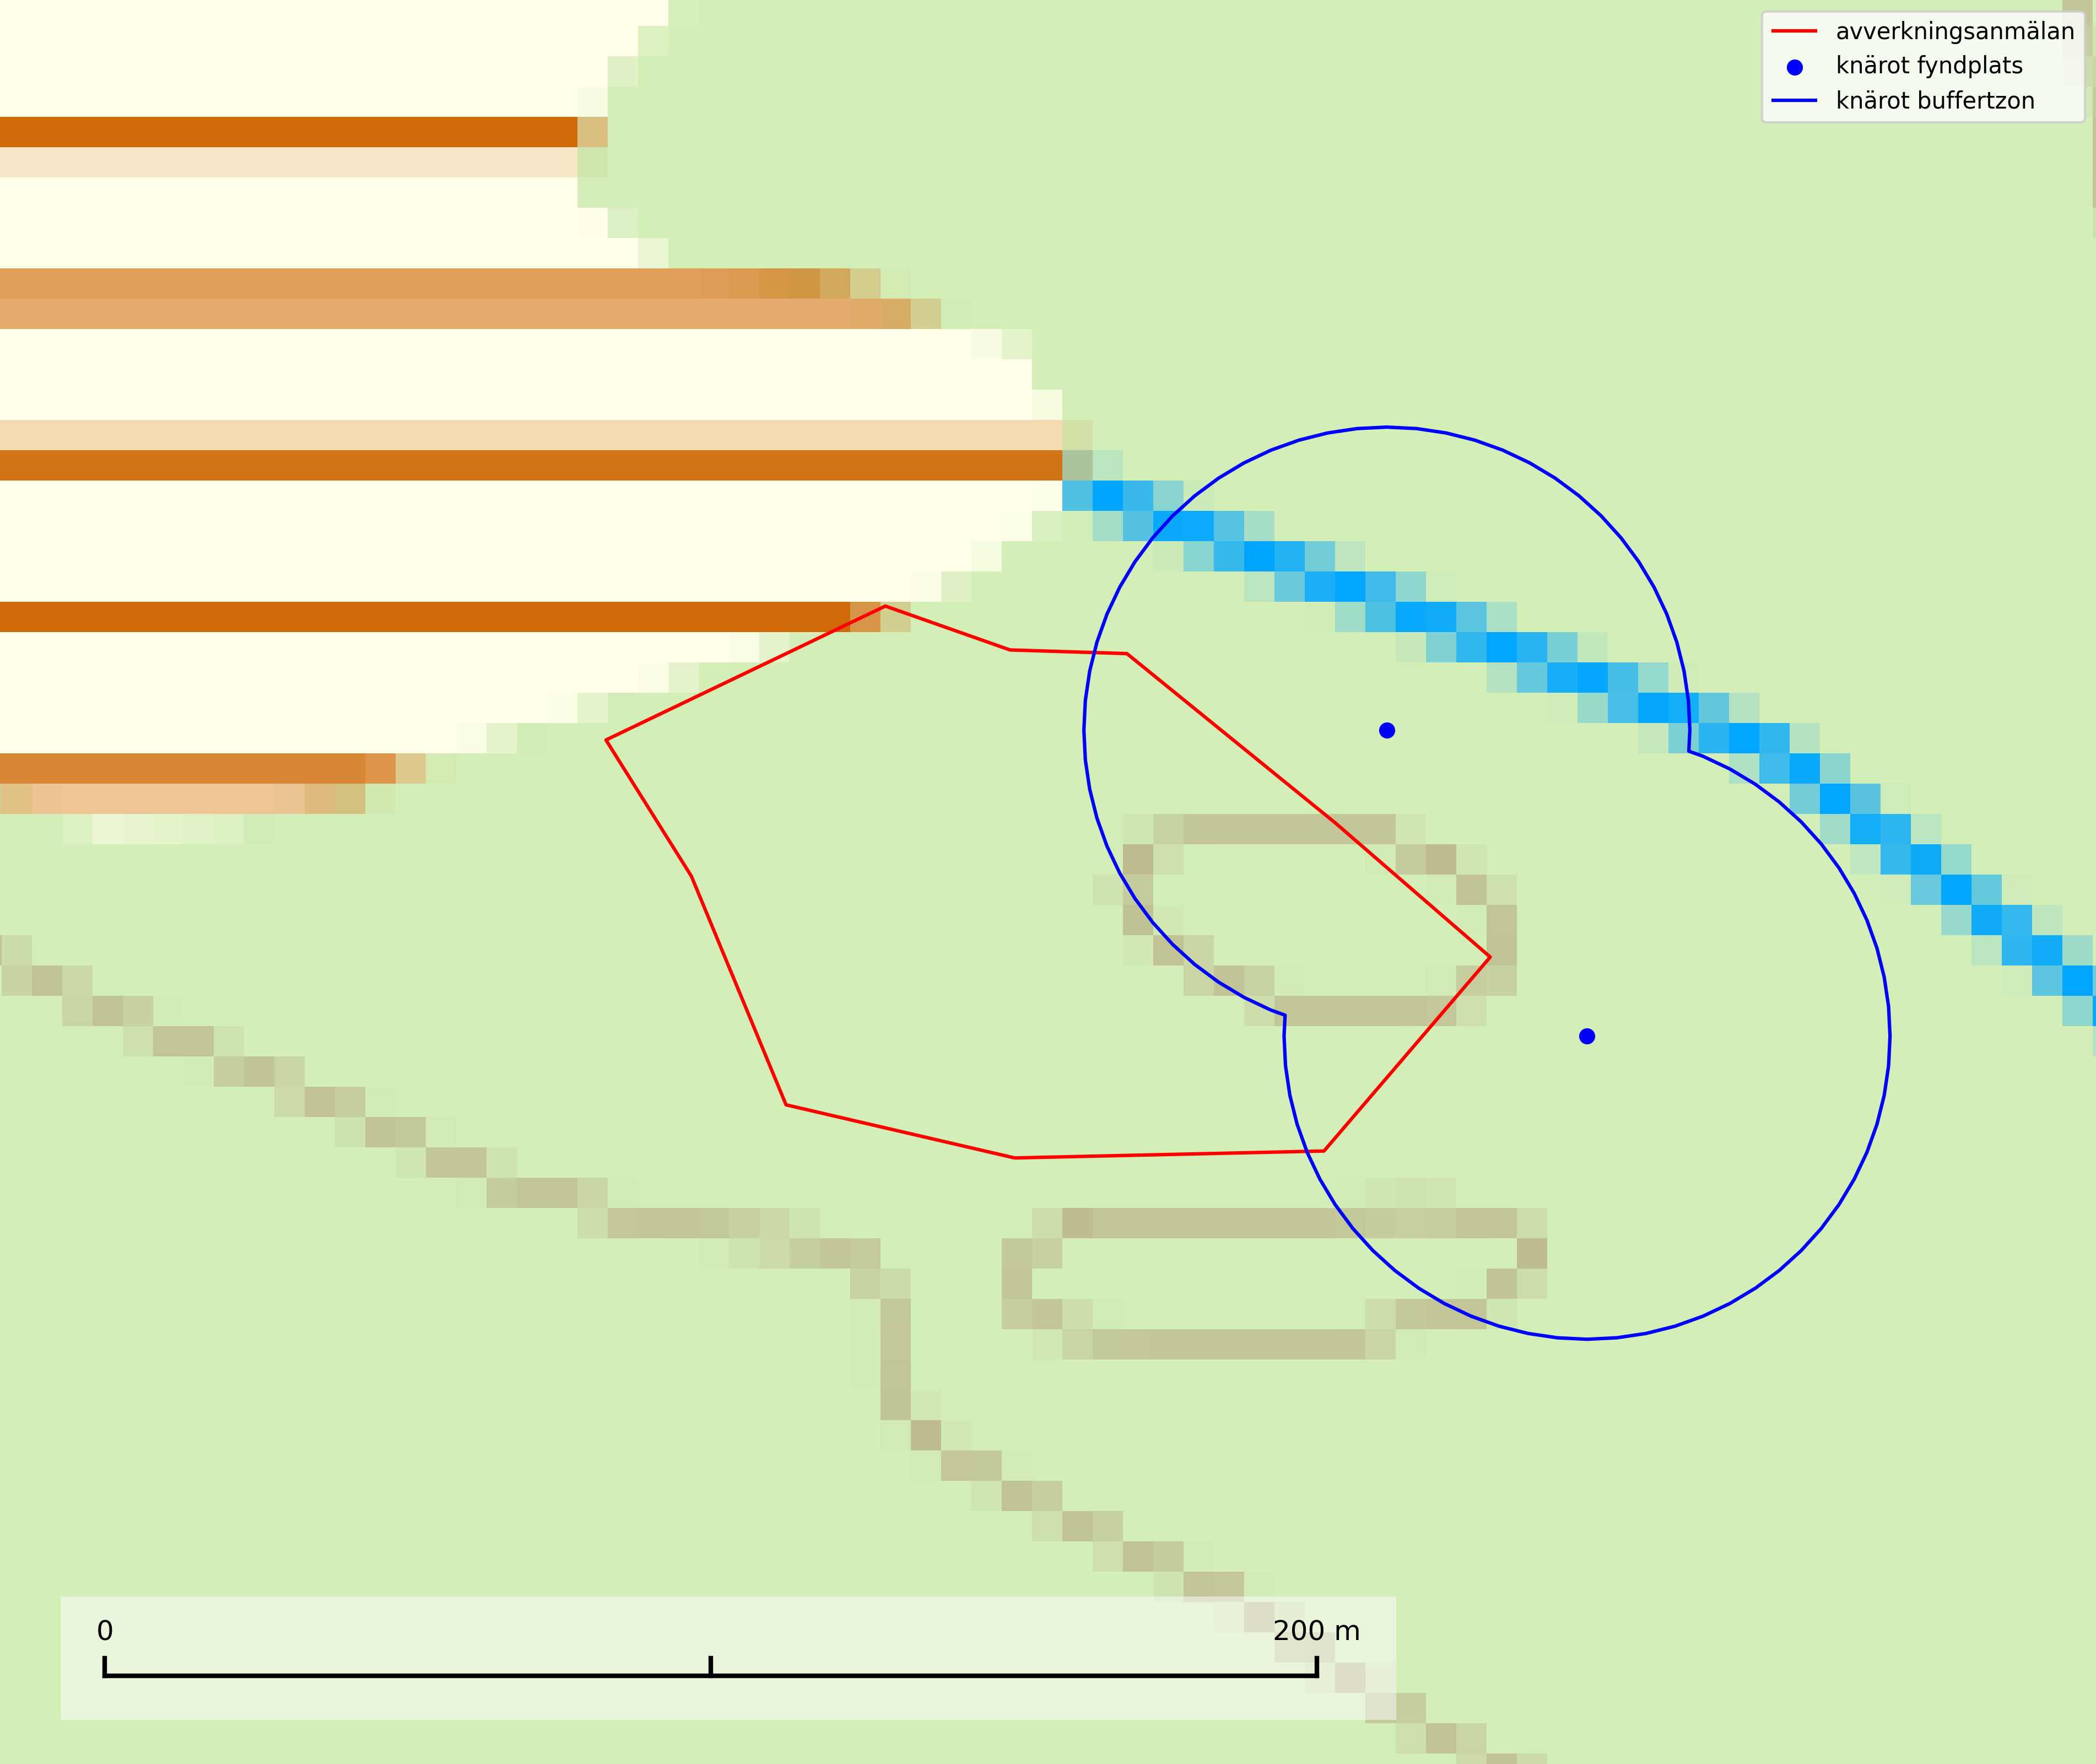 avverkningsanmälan
knärot fyndplats
knärot buffertzon
0
200 m